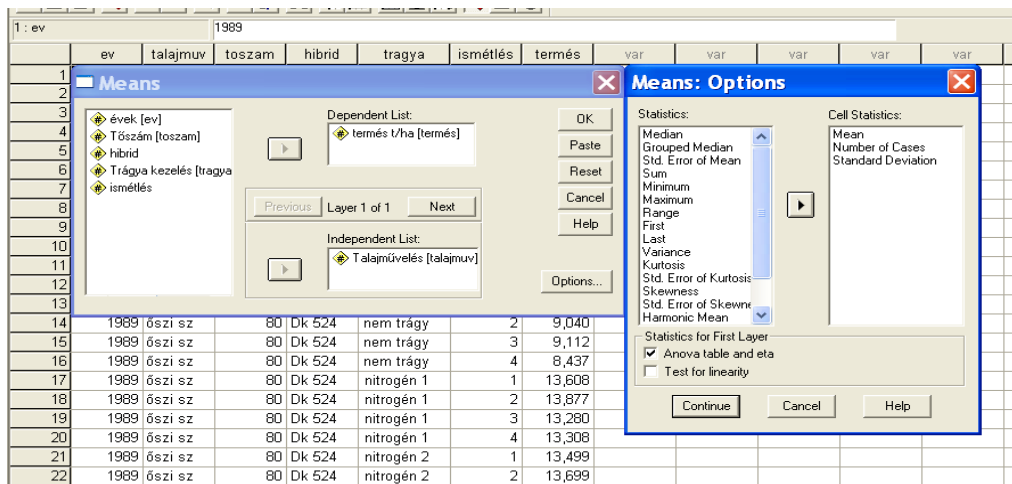 1 : ev 1989
ev talajmuv toszam hibrid tragya ismétlés termés var var var var var
1
2
3
4
5
6
7
8
9
10
11
12
13
Means
évek [ev]
Tőszám [toszam]
hibrid
Trágya kezelés [tragya
ismétlés
Dependent List:
termés t/ha [termés]
Previous Layer 1 of 1 Next
Independent List:
Talajművelés [talajmuv]
OK
Paste
Reset
Cancel
Help
Options...
Means: Options
Statistics:
Median
Grouped Median
Std. Error of Mean
Sum
Minimum
Maximum
Range
First
Last
Variance
Kurtosis
Std. Error of Kurtosis
Skewness
Std. Error of Skewne
Harmonic Mean
Cell Statistics:
Mean
Number of Cases
Standard Deviation
Statistics for First Layer
Anova table and eta
Test for linearity
Continue Cancel Help
14 1989 őszi sz 80 Dk 524 nem trágy 2 9,040
15 1989 őszi sz 80 Dk 524 nem trágy 3 9,112
16 1989 őszi sz 80 Dk 524 nem trágy 4 8,437
17 1989 őszi sz 80 Dk 524 nitrogén 1 1 13,608
18 1989 őszi sz 80 Dk 524 nitrogén 1 2 13,877
19 1989 őszi sz 80 Dk 524 nitrogén 1 3 13,280
20 1989 őszi sz 80 Dk 524 nitrogén 1 4 13,308
21 1989 őszi sz 80 Dk 524 nitrogén 2 1 13,499
22 1989 őszi sz 80 Dk 524 nitrogén 2 2 13,699